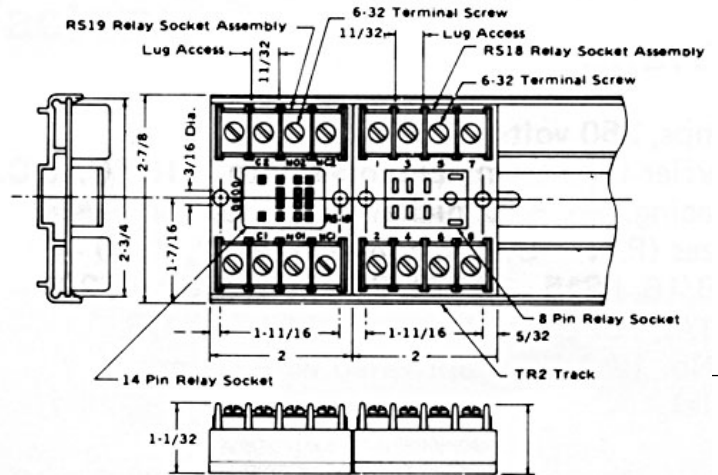 RS19 Relay Socket Assembly
6-32 Terminal Screw
Lug Access
11/32
11/32
Lug Access
RS18 Relay Socket Assembly
6-32 Terminal Screw
3/16 Dia.
2-7/8
2-3/4
1-7/16
C2 NO2 NC2
1 3 5 7
C1 NO1 NC1
2 4 6 8
8 Pin Relay Socket
1-11/16
1-11/16
5/32
2
2
TR2 Track
14 Pin Relay Socket
1-1/32